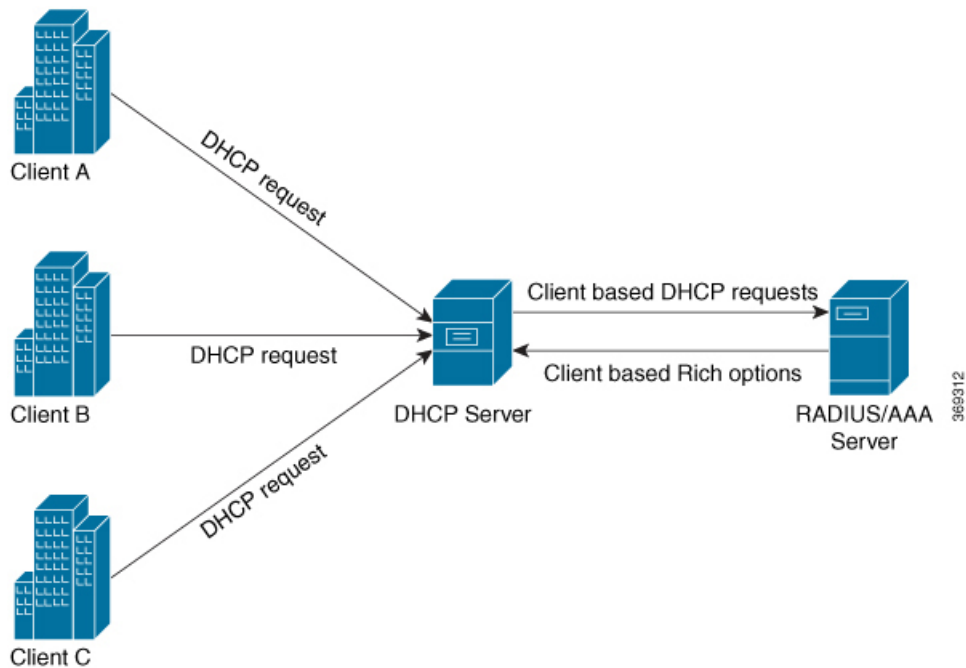 Client A
DHCP request
Client B
DHCP request
Client C
DHCP request
DHCP Server
Client based DHCP requests
Client based Rich options
RADIUS/AAA
Server
369312